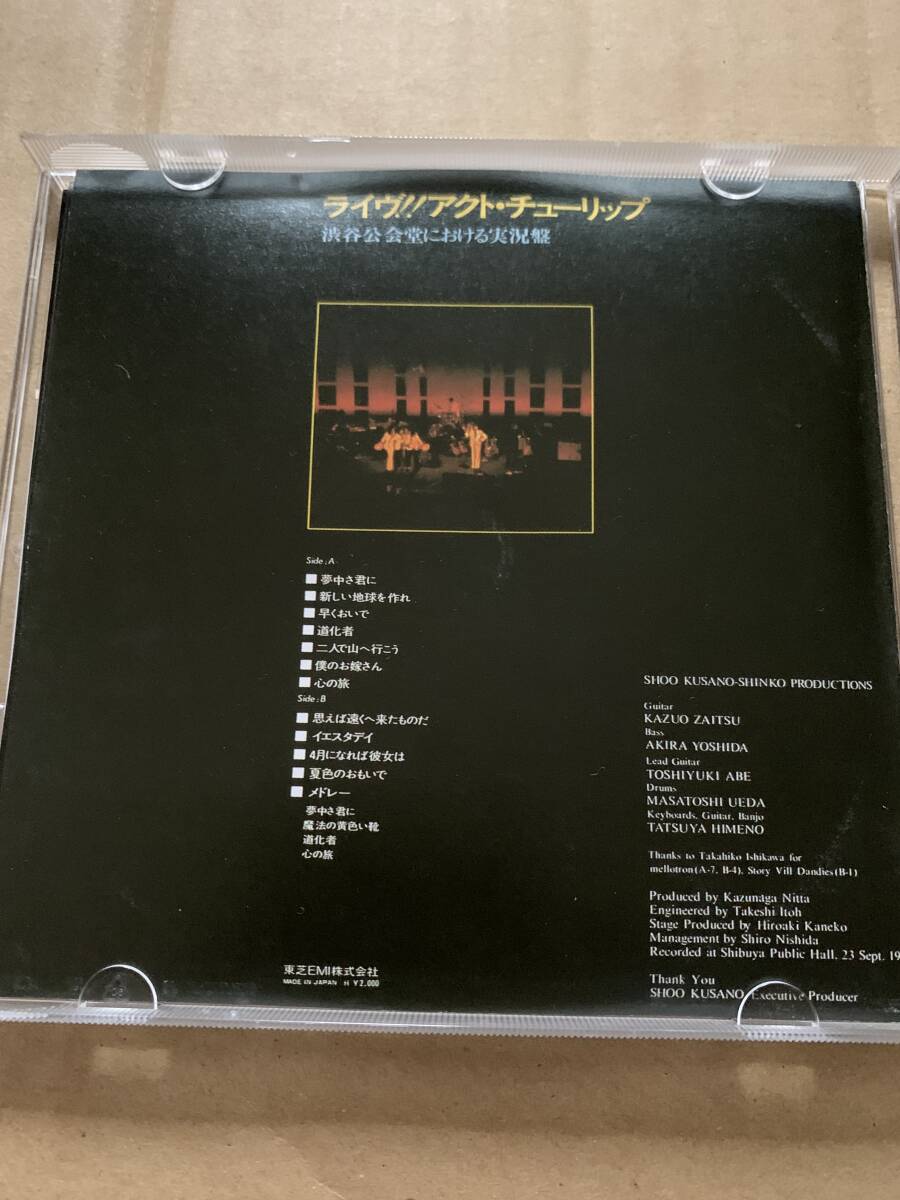 ライヴ!!アクト・チューリップ
渋谷公会堂における実況盤
Side; A
夢中さ君に
新しい地球を作れ
早くおいで
道化者
二人で山へ行こう
僕のお嫁さん
心の旅
Side; B
思えば遠くへ来たものだ
イエスタデイ
4月になれば彼女は
夏色のおもいで
メドレー
夢中さ君に
魔法の黄色い靴
道化者
心の旅
SHOO KUSANO-SHINKO PRODUCTIONS
Guitar
KAZUO ZAITSU
Bass
AKIRA YOSHIDA
Lead Guitar
TOSHIYUKI ABE
Drums
MASATOSHI UEDA
Keyboards, Guitar, Banjo
TATSUYA HIMENO
Thanks to Takahiko Ishikawa for
mellotron(A-7, B-4), Story Vill Dandies(B-1)
Produced by Kazunaga Nitta
Engineered by Takeshi Itoh
Stage Produced by Hiroaki Kaneko
Management by Shiro Nishida
Recorded at Shibuya Public Hall, 23 Sept. 19
Thank You
SHOO KUSANO Executive Producer
東芝EMI株式会社
MADE IN JAPAN H ¥2,000